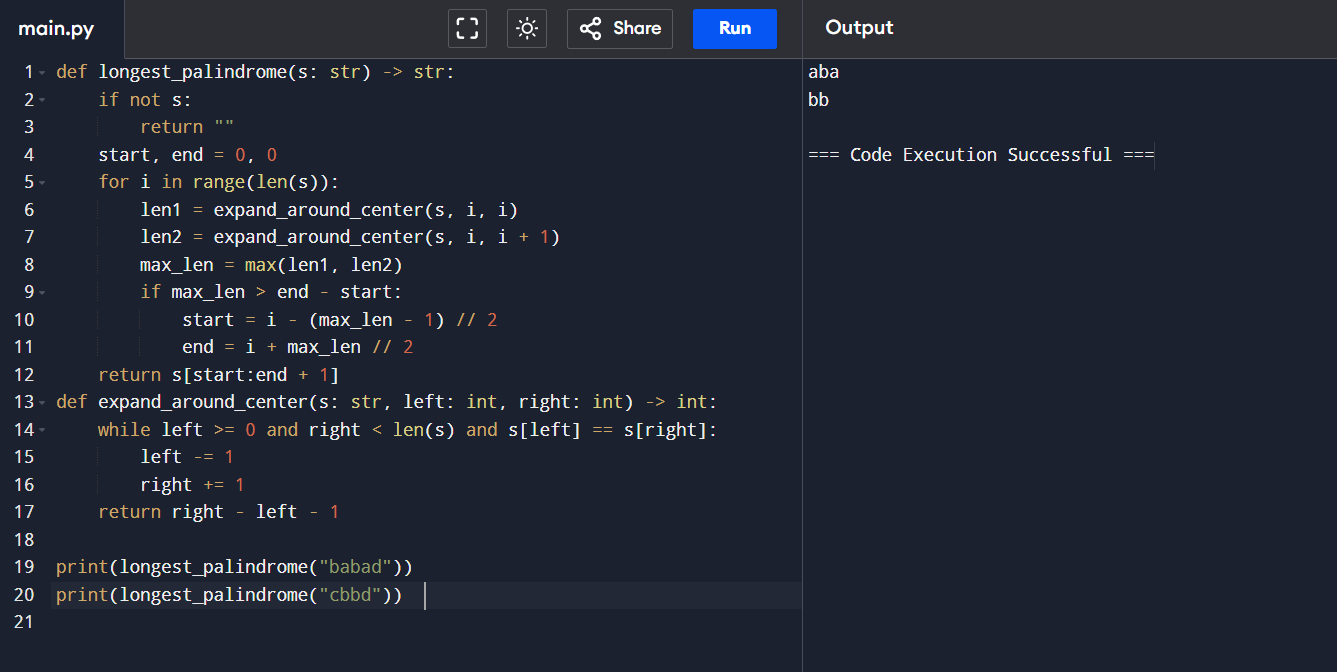 main.py
Share
Run
Output
1 def longest_palindrome(s: str) -> str:
2     if not s:
3         return ""
4     start, end = 0, 0
5     for i in range(len(s)):
6         len1 = expand_around_center(s, i, i)
7         len2 = expand_around_center(s, i, i + 1)
8         max_len = max(len1, len2)
9         if max_len > end - start:
10             start = i - (max_len - 1) // 2
11             end = i + max_len // 2
12     return s[start:end + 1]
13 def expand_around_center(s: str, left: int, right: int) -> int:
14     while left >= 0 and right < len(s) and s[left] == s[right]:
15         left -= 1
16         right += 1
17     return right - left - 1
18
19 print(longest_palindrome("babad"))
20 print(longest_palindrome("cbbd"))
21
aba
bb
=== Code Execution Successful ===